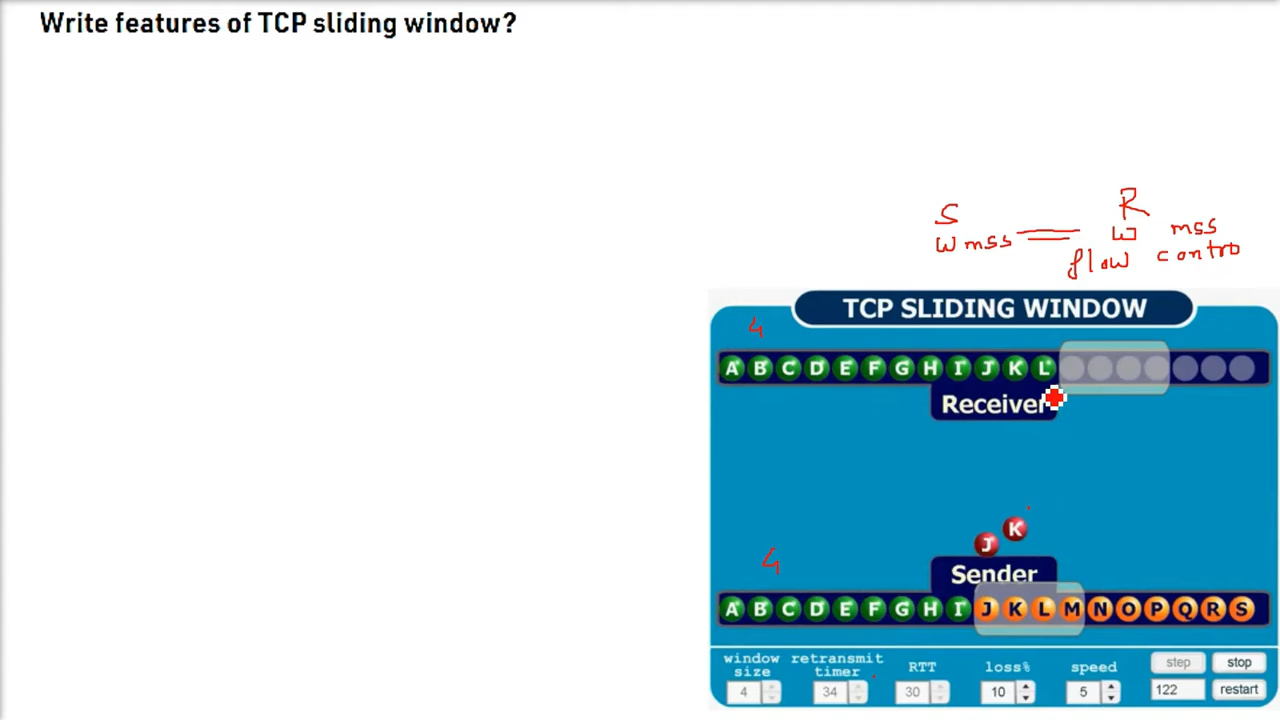 Write features of TCP sliding window?
S R
W mss W mss
flow contro
TCP SLIDING WINDOW
4
A B C D E F G H I J K L
Receiver
K
J
4
Sender
A B C D E F G H I J K L M N O P Q R S
window size retransmit timer RTT loss% speed step stop
4 34 30 10 5 122 restart